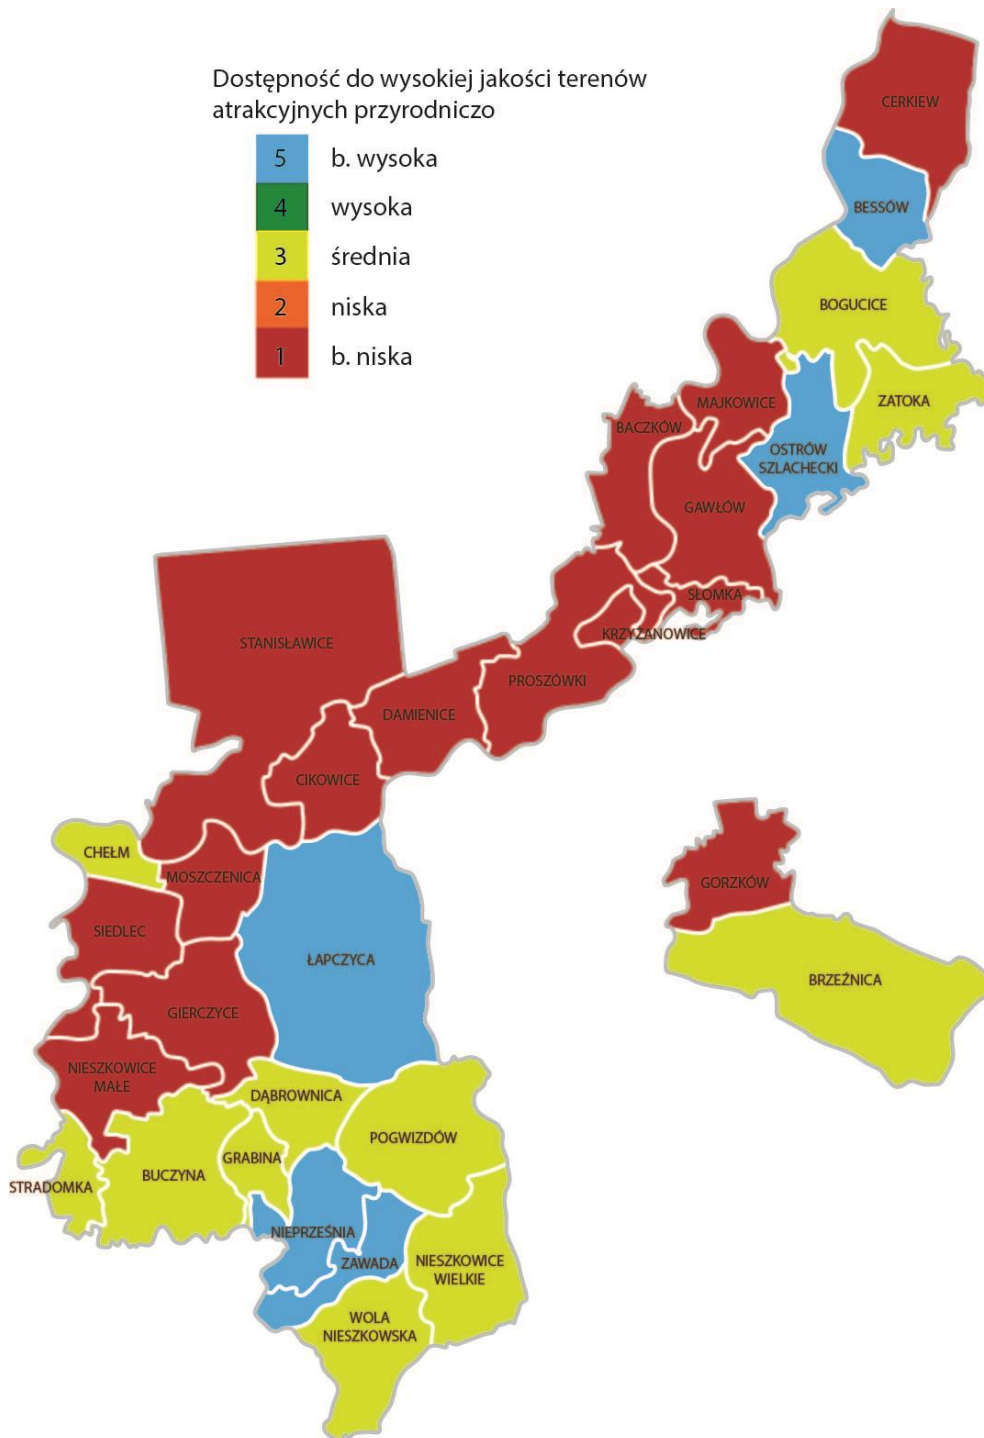 Dostępność do wysokiej jakości terenów
atrakcyjnych przyrodniczo
5 b. wysoka
4 wysoka
3 średnia
2 niska
1 b. niska
CERKIEW
BESSÓW
BOGUCICE
ZATOKA
MAJKOWICE
BACZKÓW
OSTRÓW
SZLACHECKI
GAWŁÓW
SŁOMKA
KRZYŻANOWICE
STANISŁAWICE
PROSZÓWKI
DAMIENICE
CIKOWICE
CHEŁM
MOSZCZENICA
GORZKÓW
SIEDLEC
ŁAPCZYCA
BRZEŹNICA
GIERCZYCE
NIESZKOWICE
MAŁE
DĄBROWNICA
POGWIZDÓW
GRABINA
BUCZYNA
STRADOMKA
NIEPRZEŚNIA
ZAWADA
NIESZKOWICE
WIELKIE
WOLA
NIESZKOWSKA